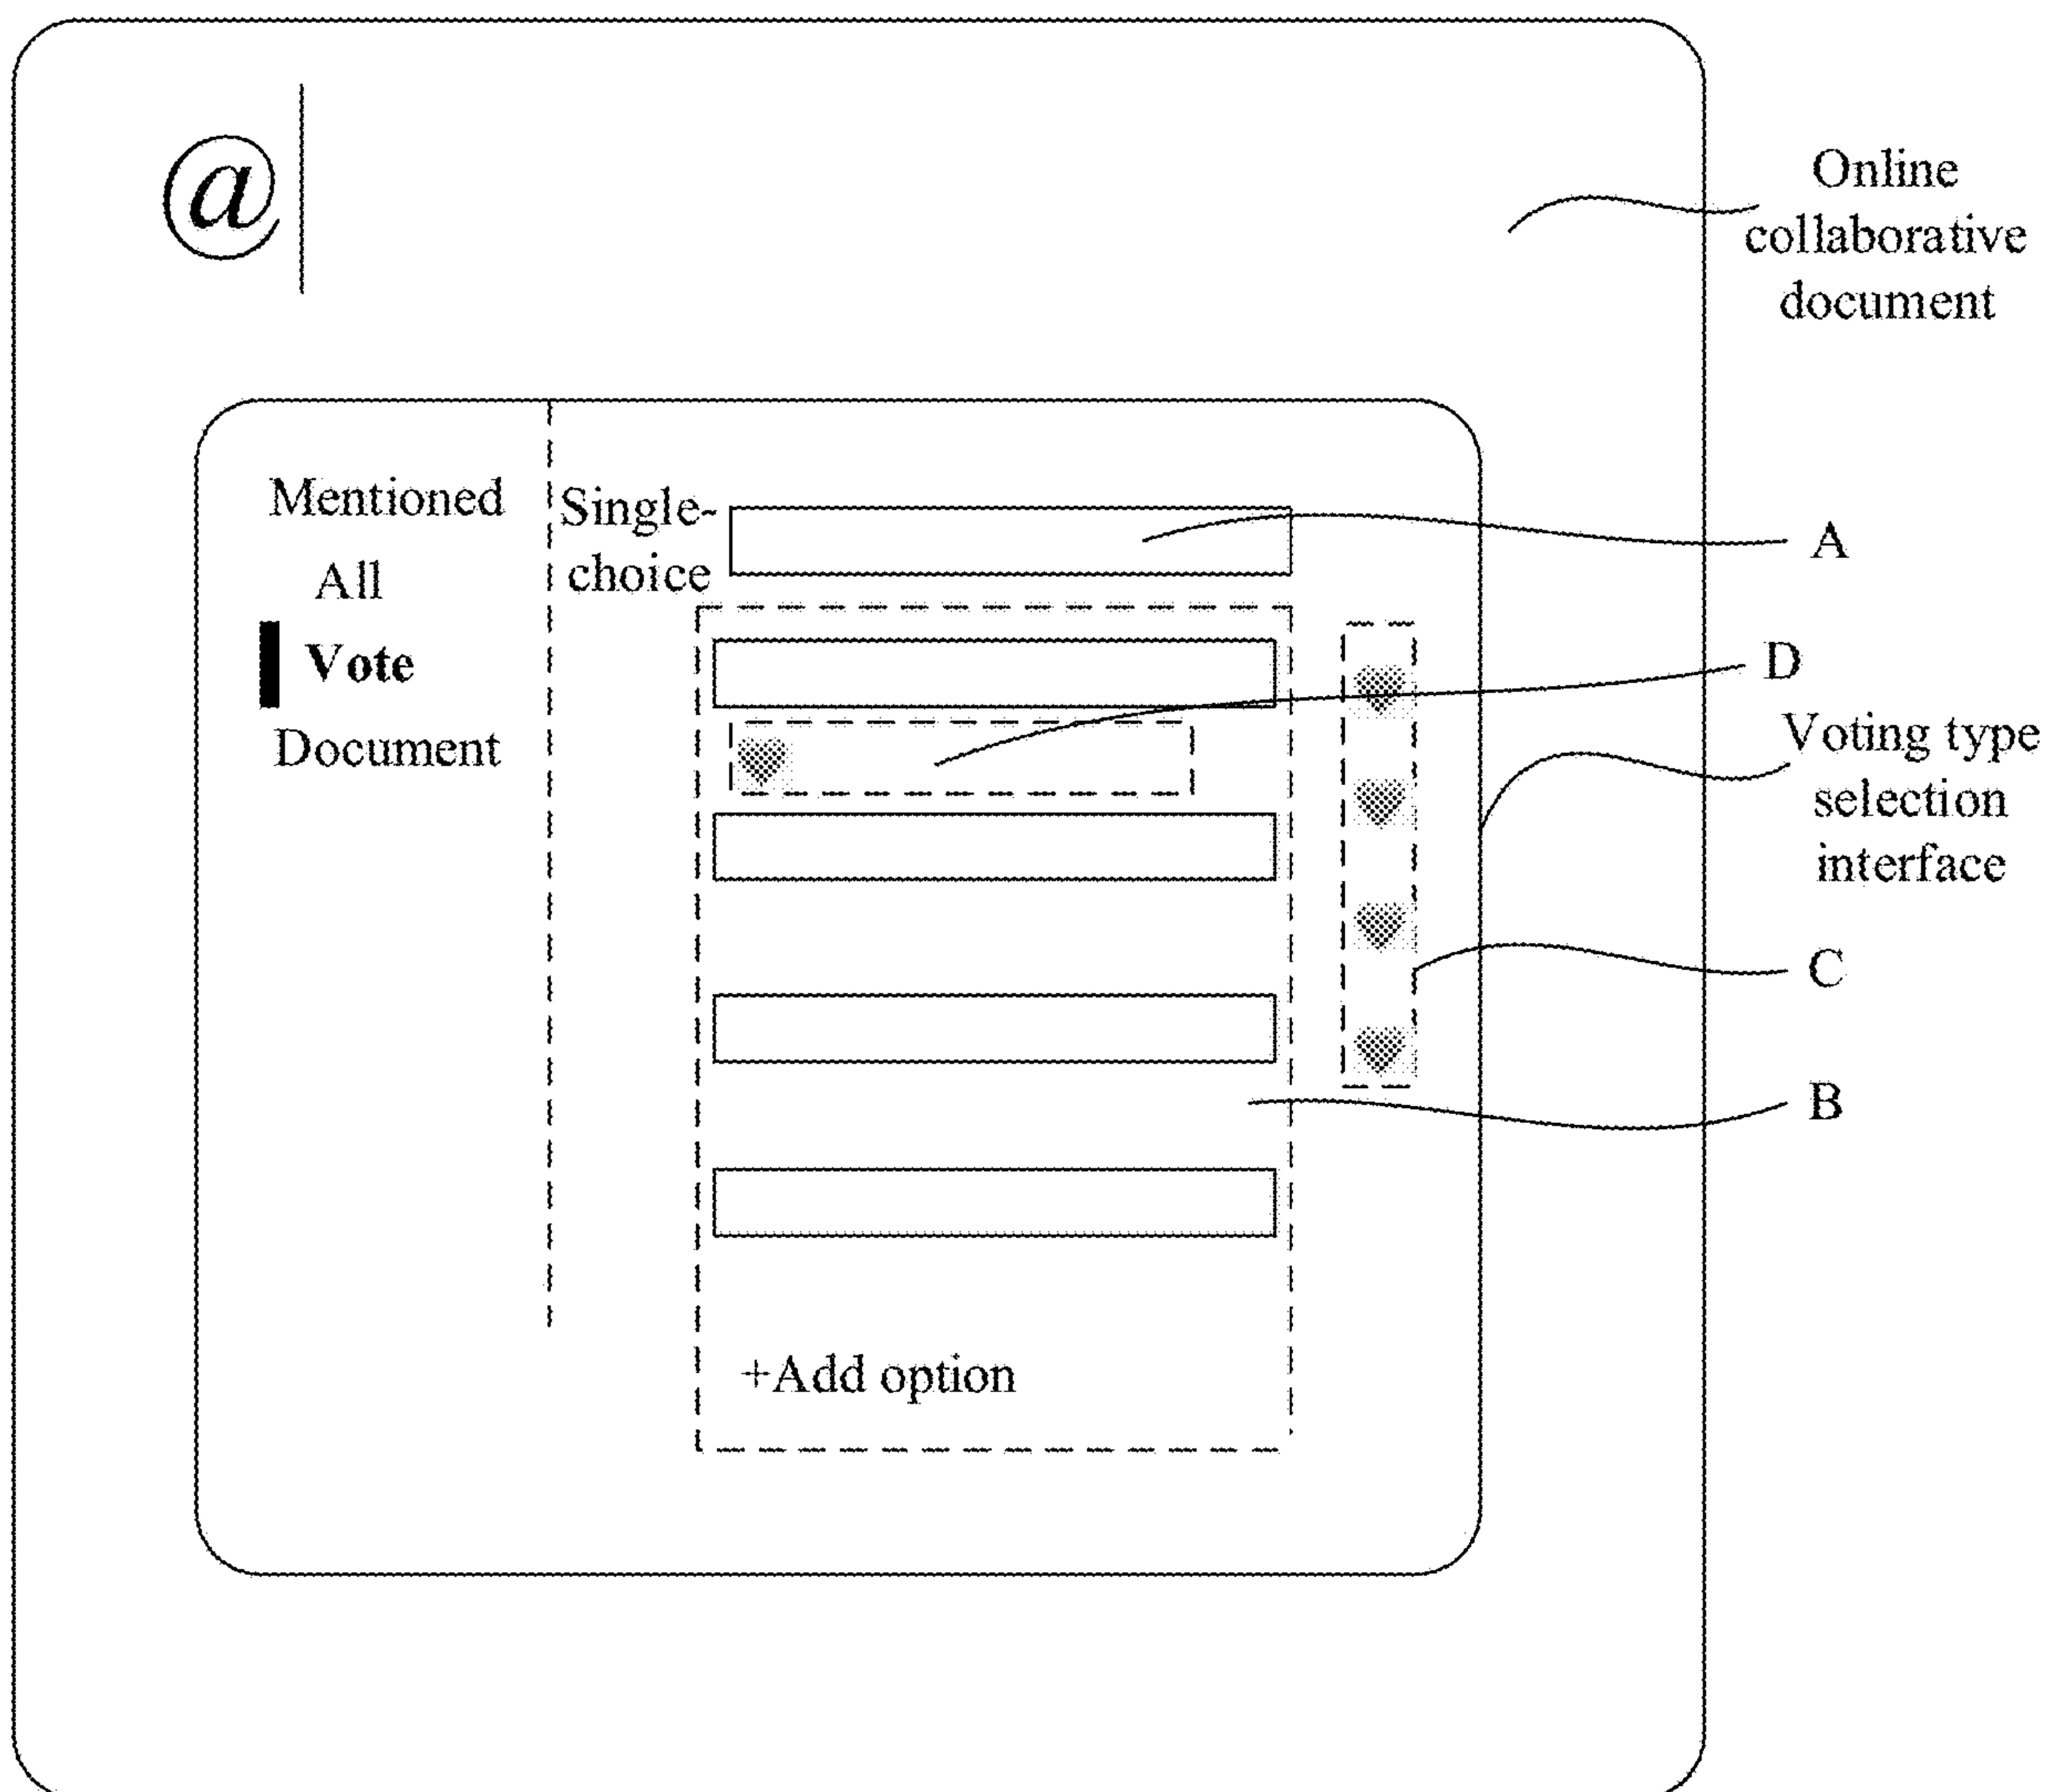 @
Online
collaborative
document
Mentioned
All
Vote
Document
Single-
choice
A
D
Voting type
selection
interface
C
B
+Add option